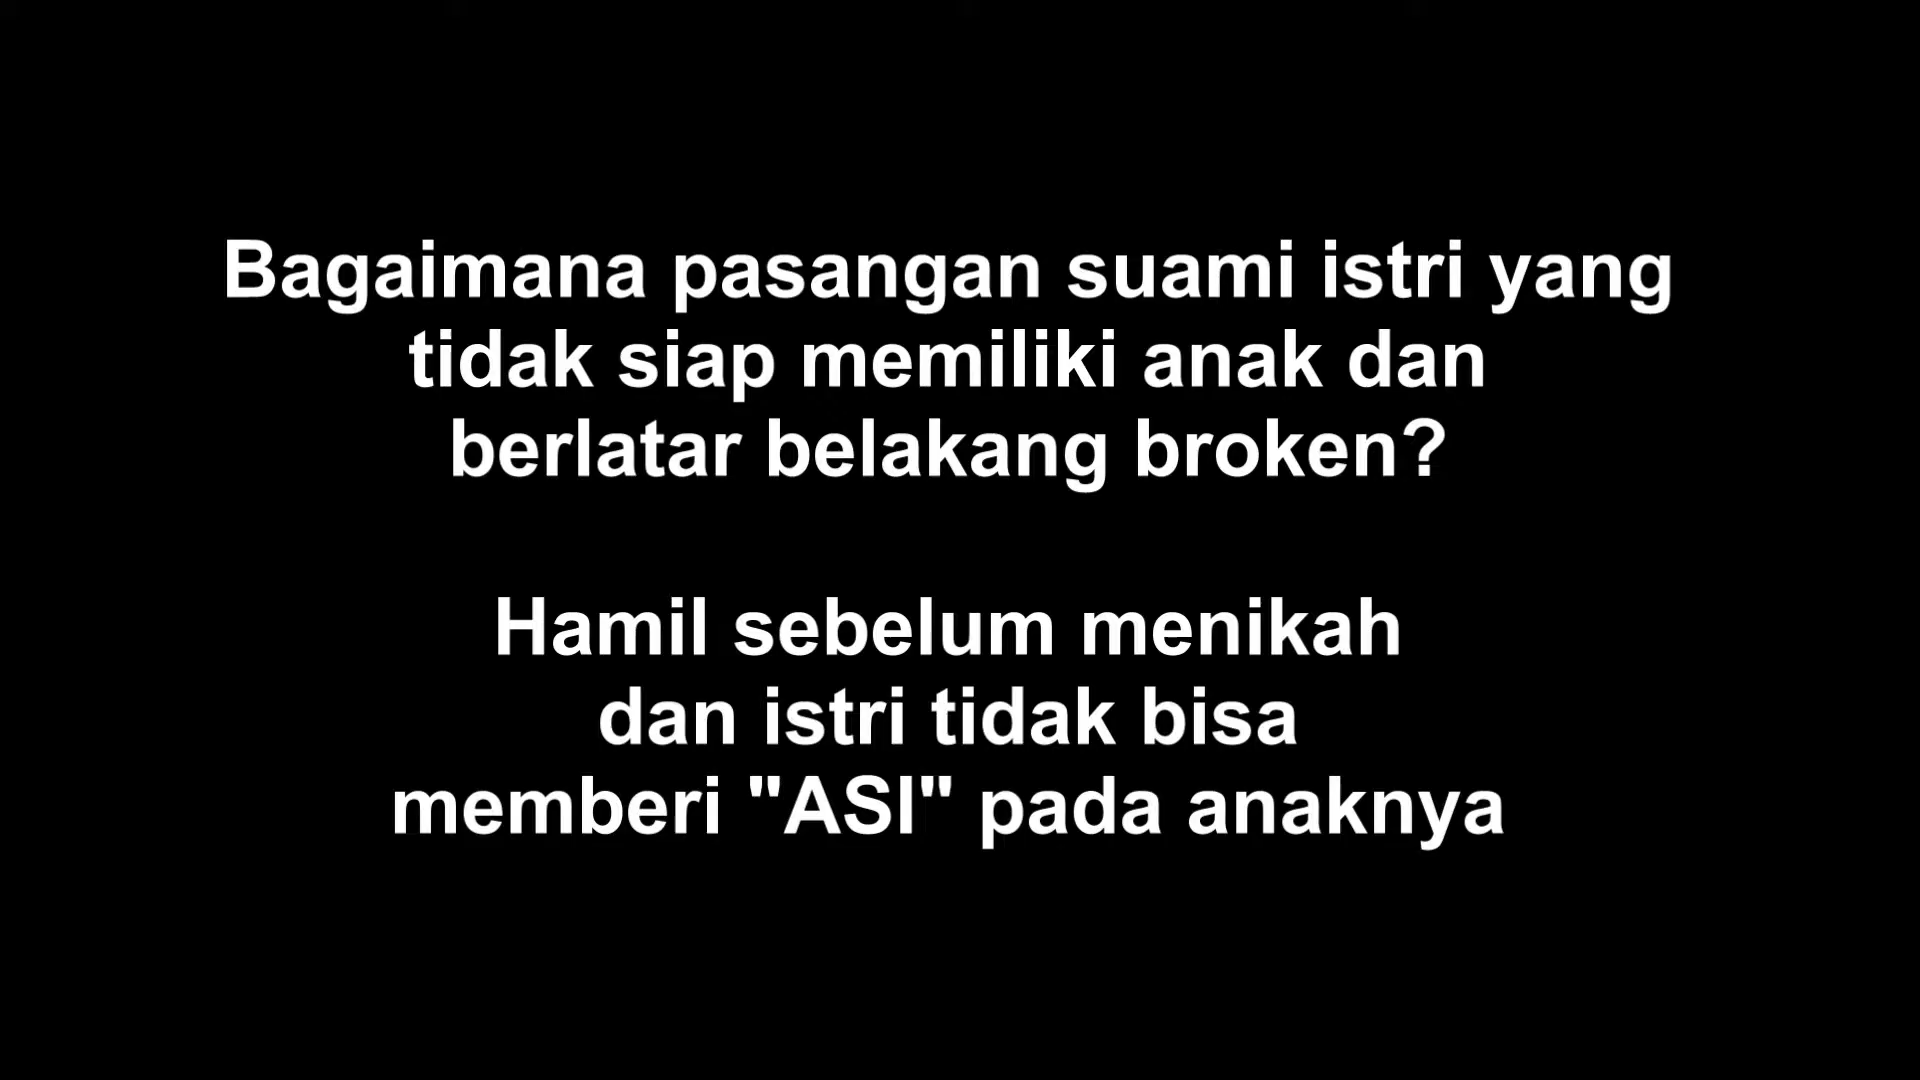 Bagaimana pasangan suami istri yang
tidak siap memiliki anak dan
berlatar belakang broken?
Hamil sebelum menikah
dan istri tidak bisa
memberi "ASI" pada anaknya